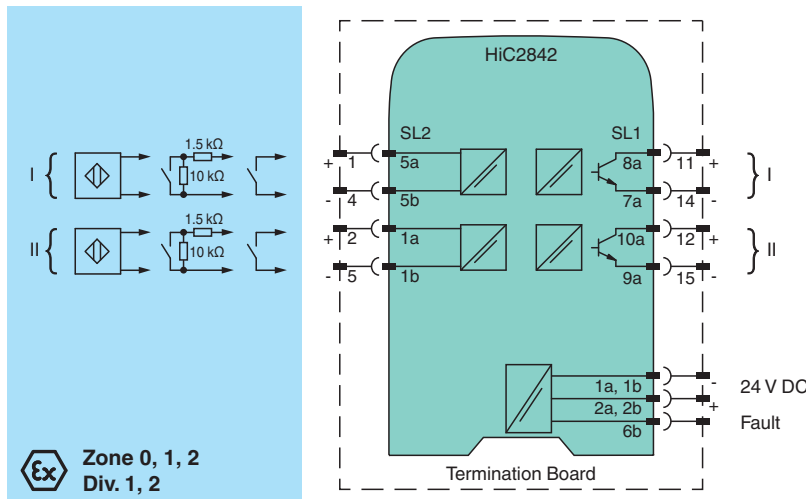 HiC2842
SL2 SL1
1.5 kΩ
10 kΩ
I
+ 1 5a 8a 11 + I
- 4 5b 7a 14 -
1.5 kΩ
10 kΩ
II
+ 2 1a 10a 12 + II
- 5 1b 9a 15 -
1a, 1b - 24 V DC
2a, 2b +
6b Fault
Ex Zone 0, 1, 2
Div. 1, 2
Termination Board